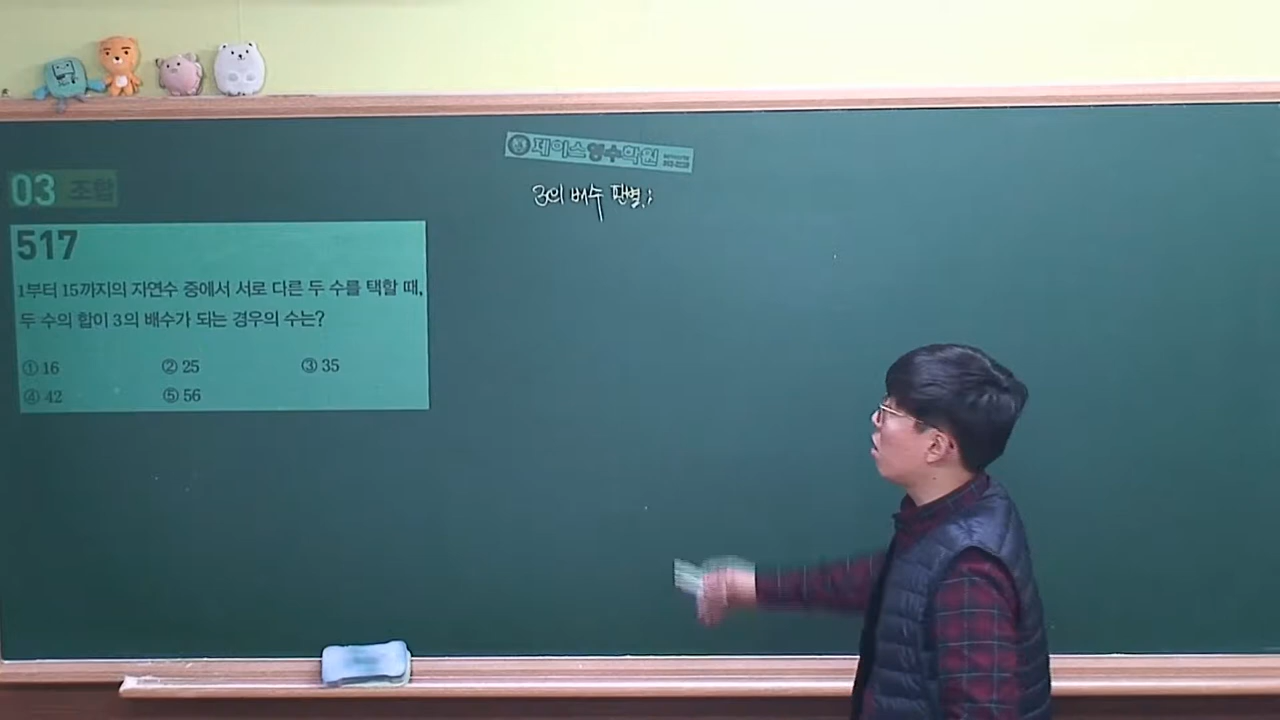 제이스영수학원
3의 배수 판별;
03 조합
517
1부터 15까지의 자연수 중에서 서로 다른 두 수를 택할 때,
두 수의 합이 3의 배수가 되는 경우의 수는?
① 16 ② 25 ③ 35
④ 42 ⑤ 56